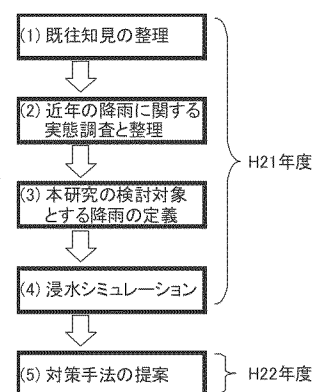 (1) 既往知見の整理
(2) 近年の降雨に関する
実態調査と整理
(3) 本研究の検討対象
とする降雨の定義
(4) 浸水シミュレーション
H21年度
(5) 対策手法の提案
H22年度